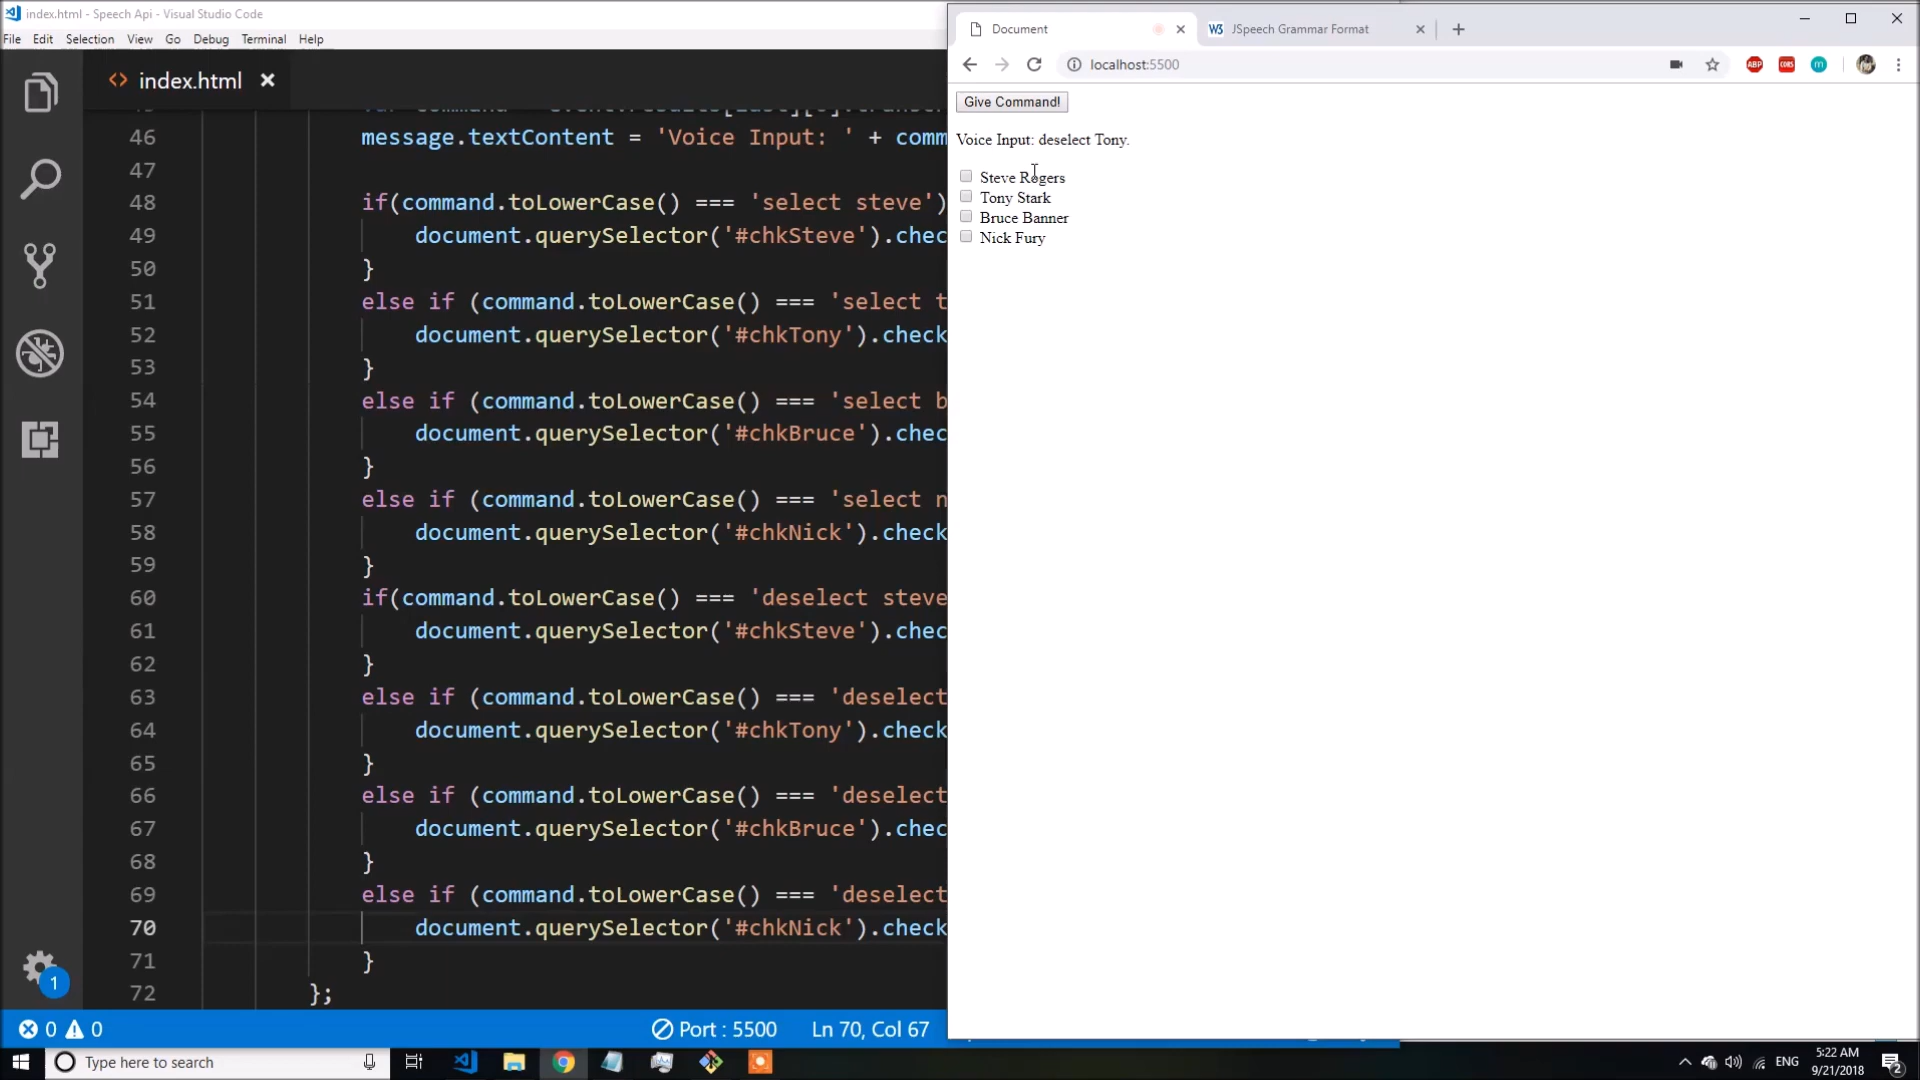 index.html - Speech Api - Visual Studio Code
File Edit Selection View Go Debug Terminal Help
index.html
46 message.textContent = 'Voice Input: ' + comm
47
48 if(command.toLowerCase() === 'select steve')
49 document.querySelector('#chkSteve').chec
50 }
51 else if (command.toLowerCase() === 'select t
52 document.querySelector('#chkTony').check
53 }
54 else if (command.toLowerCase() === 'select b
55 document.querySelector('#chkBruce').chec
56 }
57 else if (command.toLowerCase() === 'select n
58 document.querySelector('#chkNick').check
59 }
60 if(command.toLowerCase() === 'deselect steve
61 document.querySelector('#chkSteve').chec
62 }
63 else if (command.toLowerCase() === 'deselect
64 document.querySelector('#chkTony').check
65 }
66 else if (command.toLowerCase() === 'deselect
67 document.querySelector('#chkBruce').chec
68 }
69 else if (command.toLowerCase() === 'deselect
70 document.querySelector('#chkNick').check
71 }
72 };
1
0 0 Port : 5500 Ln 70, Col 67
Document
W3 JSpeech Grammar Format
localhost:5500
ABP
m
Give Command!
Voice Input: deselect Tony.
Steve Rogers
Tony Stark
Bruce Banner
Nick Fury
Type here to search
ENG
5:22 AM
9/21/2018
2